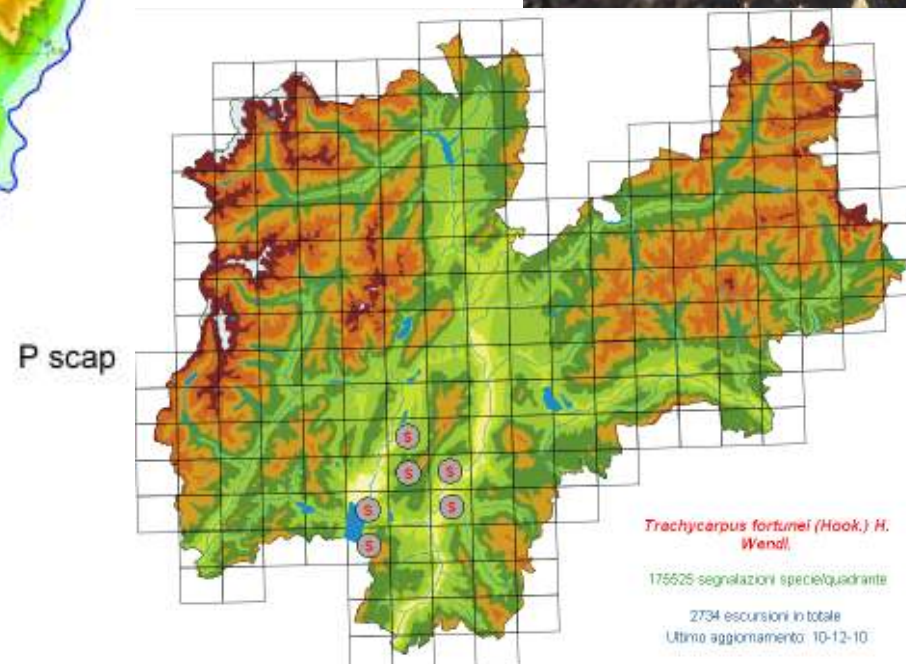 P scap
S
S
S
S
S
S
Trachycarpus fortunei (Hook.) H.
Wendl.
175525 segnalazioni specie/quadrante
2734 escursioni in totale
Ultimo aggiornamento: 10-12-10